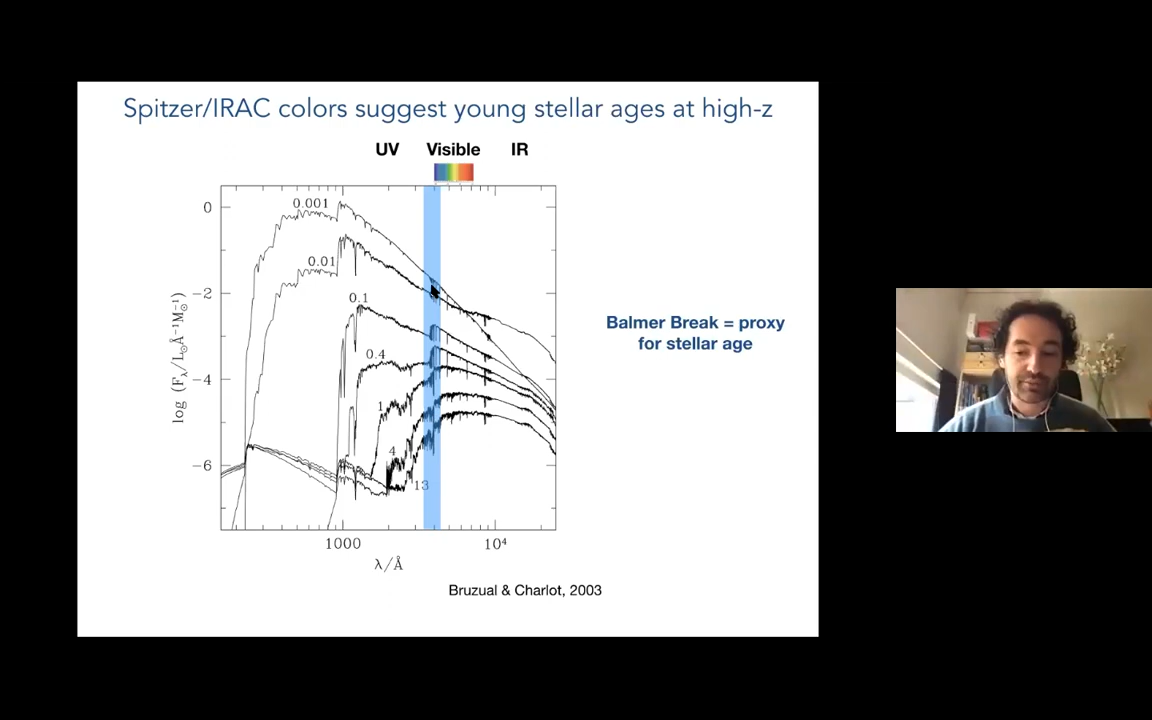 Spitzer/IRAC colors suggest young stellar ages at high-z
UV Visible IR
0
−2
−4
−6
log (Fλ/L☉Å⁻¹M☉⁻¹)
0.001
0.01
0.1
0.4
1
4
13
1000
10⁴
λ/Å
Balmer Break = proxy
for stellar age
Bruzual & Charlot, 2003